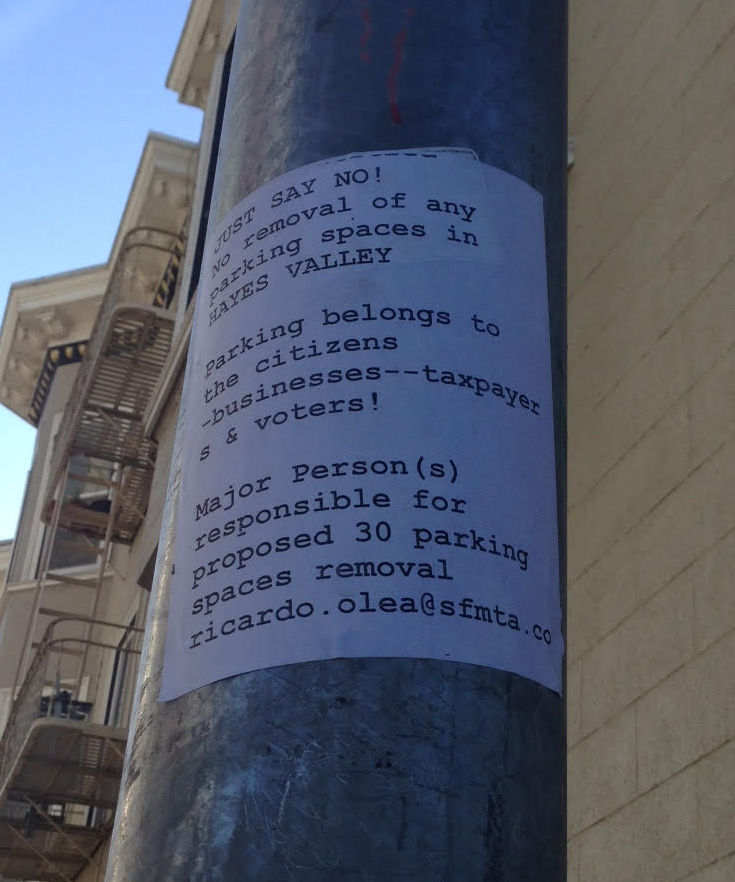 JUST SAY NO!
No removal of any
parking spaces in
HAYES VALLEY
parking belongs to
the citizens
-businesses--taxpayer
s & voters!
Major Person(s)
responsible for
proposed 30 parking
spaces removal
ricardo.olea@sfmta.co